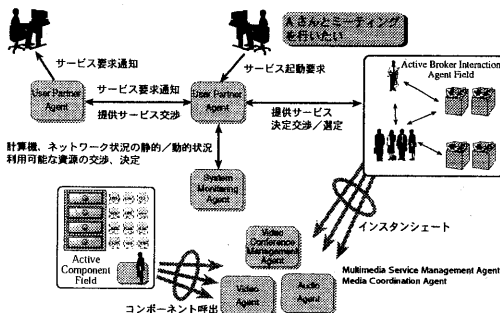 Aさんとミーティング
を行いたい
サービス要求通知
サービス起動要求
Active Broker Interaction
Agent Field
User Partner
Agent
サービス要求通知
提供サービス交渉
User Partner
Agent
提供サービス
決定交渉/選定
計算機、ネットワーク状況の静的/動的状況
利用可能な資源の交渉、決定
System
Monitoring
Agent
インスタンシェート
Active
Component
Field
Video
Conference
Management
Agent
Video
Agent
Audio
Agent
Multimedia Service Management Agent
Media Coordination Agent
コンポーネント呼出